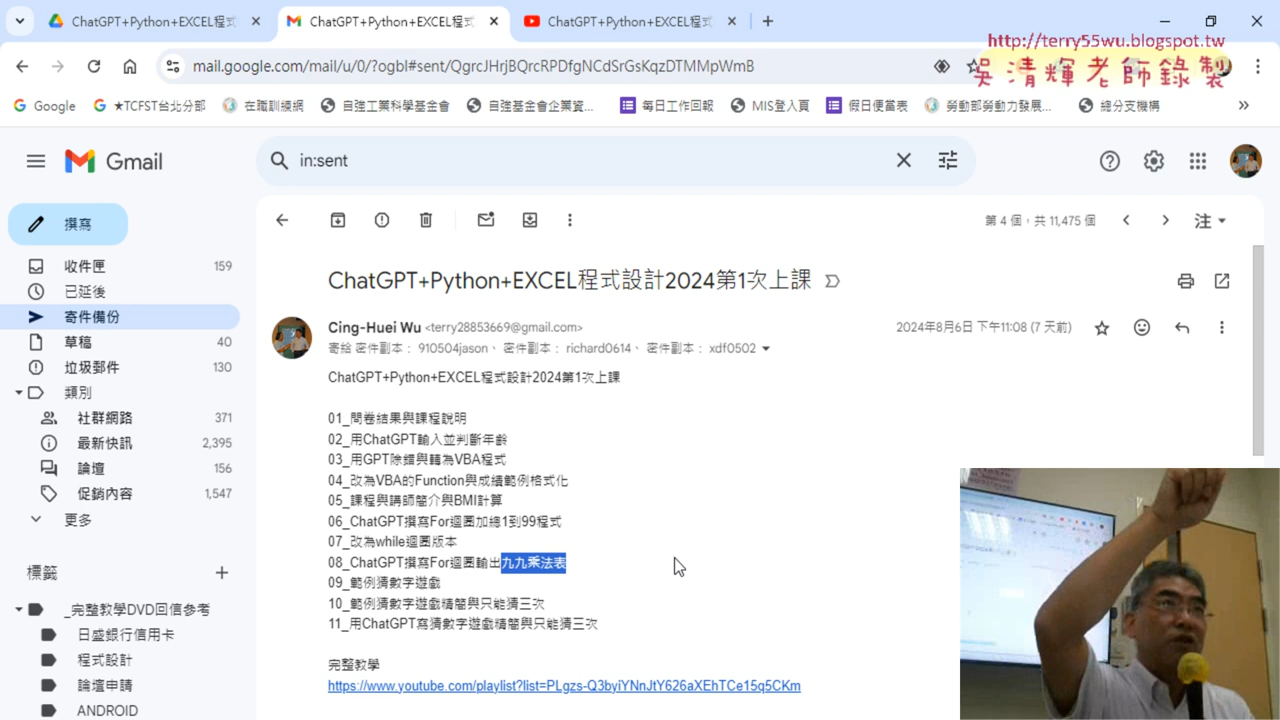 ChatGPT+Python+EXCEL程式
ChatGPT+Python+EXCEL程式
ChatGPT+Python+EXCEL程式
http://terry55wu.blogspot.tw
吳清輝老師錄製
mail.google.com/mail/u/0/?ogbl#sent/QgrcJHrjBQrcRPDfgNCdSrGsKqzDTMMpWmB
Google
★TCFST台北分部
在職訓練網
自強工業科學基金會
自強基金會企業資...
每日工作回報
MIS登入頁
假日便當表
勞動部勞動力發展...
總分支機構
Gmail
in:sent
撰寫
第 4 個，共 11,475 個
注
收件匣 159
已延後
寄件備份
草稿 40
垃圾郵件 130
類別
社群網路 371
最新快訊 2,395
論壇 156
促銷內容 1,547
更多
標籤
_完整教學DVD回信參考
日盛銀行信用卡
程式設計
論壇申請
ANDROID
ChatGPT+Python+EXCEL程式設計2024第1次上課
Cing-Huei Wu <terry28853669@gmail.com>
2024年8月6日 下午11:08 (7 天前)
寄給 密件副本： 910504jason、 密件副本： richard0614、 密件副本： xdf0502
ChatGPT+Python+EXCEL程式設計2024第1次上課
01_問卷結果與課程說明
02_用ChatGPT輸入並判斷年齡
03_用GPT除錯與轉為VBA程式
04_改為VBA的Function與成績範例格式化
05_課程與講師簡介與BMI計算
06_ChatGPT撰寫For迴圈加總1到99程式
07_改為while迴圈版本
08_ChatGPT撰寫For迴圈輸出九九乘法表
09_範例猜數字遊戲
10_範例猜數字遊戲精簡與只能猜三次
11_用ChatGPT寫猜數字遊戲精簡與只能猜三次
完整教學
https://www.youtube.com/playlist?list=PLgzs-Q3byiYNnJtY626aXEhTCe15q5CKm